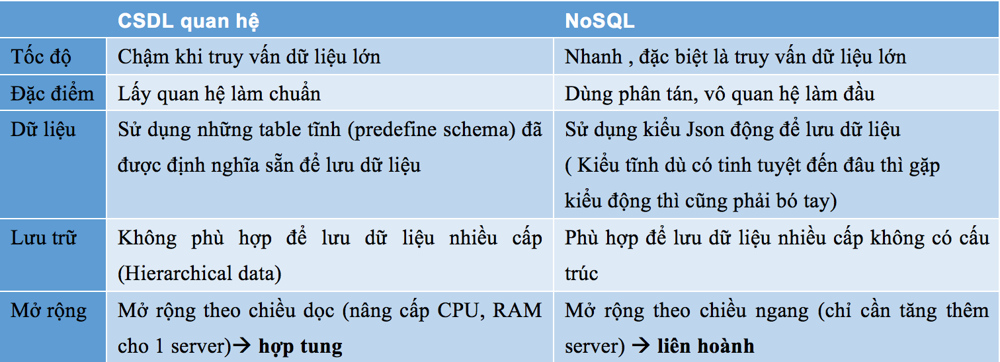 CSDL quan hệ NoSQL
Tốc độ Chậm khi truy vấn dữ liệu lớn Nhanh , đặc biệt là truy vấn dữ liệu lớn
Đặc điểm Lấy quan hệ làm chuẩn Dùng phân tán, vô quan hệ làm đầu
Dữ liệu Sử dụng những table tĩnh (predefine schema) đã
được định nghĩa sẵn để lưu dữ liệu
Sử dụng kiểu Json động để lưu dữ liệu
( Kiểu tĩnh dù có tinh tuyệt đến đâu thì gặp
kiểu động thì cũng phải bó tay)
Lưu trữ Không phù hợp để lưu dữ liệu nhiều cấp
(Hierarchical data)
Phù hợp để lưu dữ liệu nhiều cấp không có cấu
trúc
Mở rộng Mở rộng theo chiều dọc (nâng cấp CPU, RAM
cho 1 server)→ hợp tung
Mở rộng theo chiều ngang (chỉ cần tăng thêm
server) → liên hoành